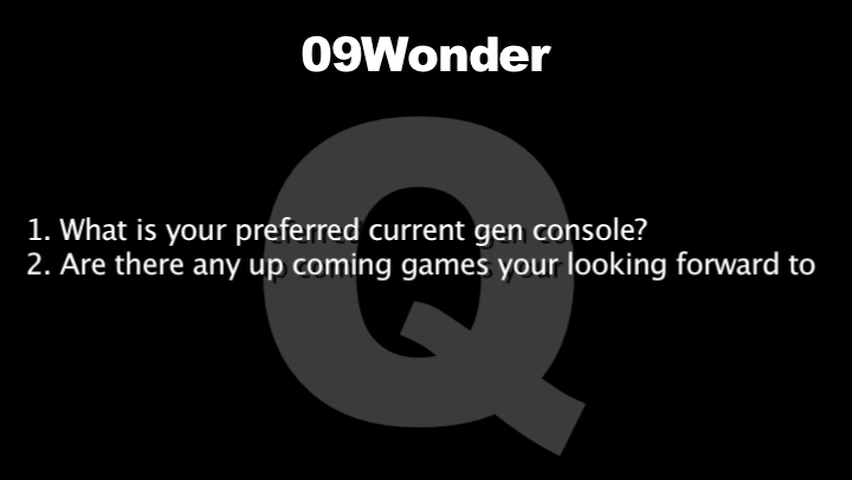 09Wonder
Q
1. What is your preferred current gen console?
2. Are there any up coming games your looking forward to